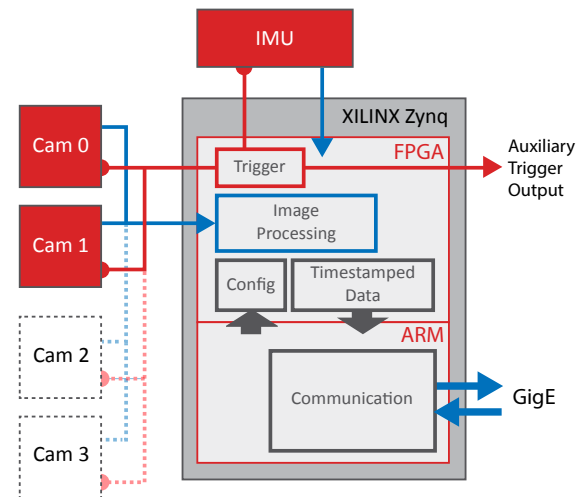 IMU
XILINX Zynq
Cam 0
FPGA
Trigger
Auxiliary
Trigger
Output
Cam 1
Image
Processing
Config
Timestamped
Data
ARM
Cam 2
Communication
GigE
Cam 3